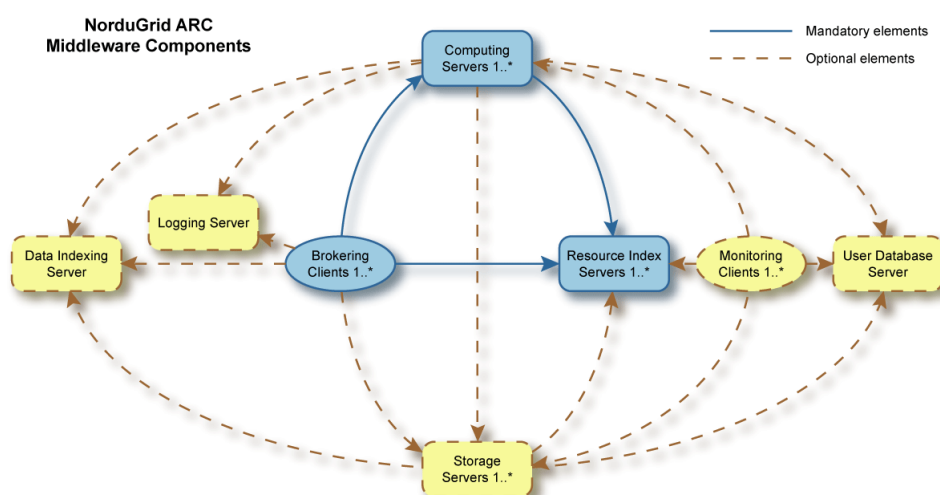 NorduGrid ARC
Middleware Components
Computing
Servers 1..*
Mandatory elements
Optional elements
Logging Server
Data Indexing
Server
Brokering
Clients 1..*
Resource Index
Servers 1..*
Monitoring
Clients 1..*
User Database
Server
Storage
Servers 1..*